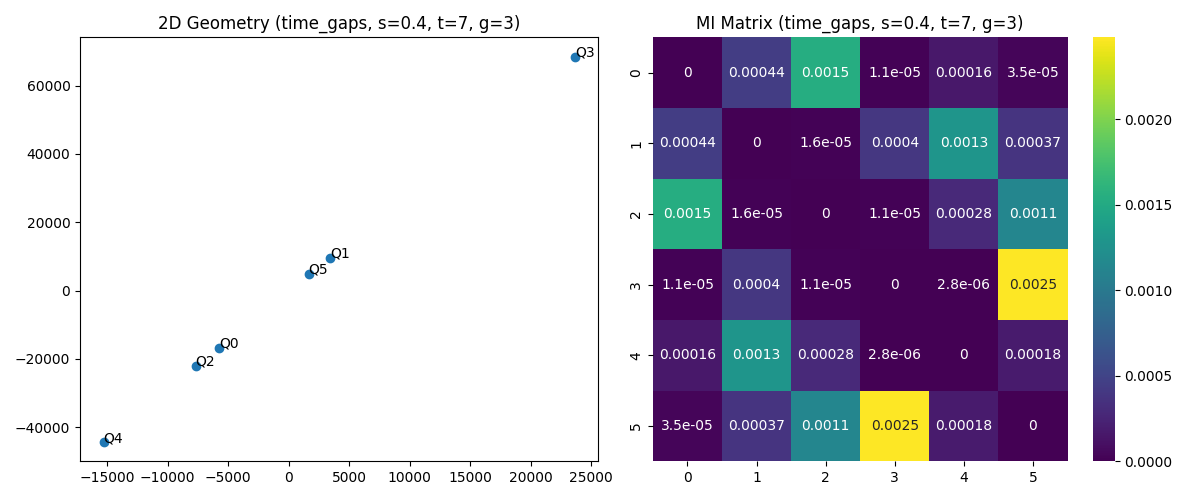 2D Geometry (time_gaps, s=0.4, t=7, g=3)
60000
40000
20000
0
−20000
−40000
−15000 −10000 −5000 0 5000 10000 15000 20000 25000
Q3
Q1
Q5
Q0
Q2
Q4
MI Matrix (time_gaps, s=0.4, t=7, g=3)
0 0 0.00044 0.0015 1.1e-05 0.00016 3.5e-05
1 0.00044 0 1.6e-05 0.0004 0.0013 0.00037
2 0.0015 1.6e-05 0 1.1e-05 0.00028 0.0011
3 1.1e-05 0.0004 1.1e-05 0 2.8e-06 0.0025
4 0.00016 0.0013 0.00028 2.8e-06 0 0.00018
5 3.5e-05 0.00037 0.0011 0.0025 0.00018 0
0 1 2 3 4 5
0.0020
0.0015
0.0010
0.0005
0.0000